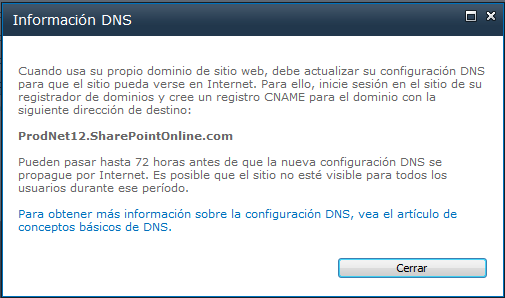 Información DNS
Cuando usa su propio dominio de sitio web, debe actualizar su configuración DNS
para que el sitio pueda verse en Internet. Para ello, inicie sesión en el sitio de su
registrador de dominios y cree un registro CNAME para el dominio con la
siguiente dirección de destino:
ProdNet12.SharePointOnline.com
Pueden pasar hasta 72 horas antes de que la nueva configuración DNS se
propague por Internet. Es posible que el sitio no esté visible para todos los
usuarios durante ese período.
Para obtener más información sobre la configuración DNS, vea el artículo de
conceptos básicos de DNS.
Cerrar